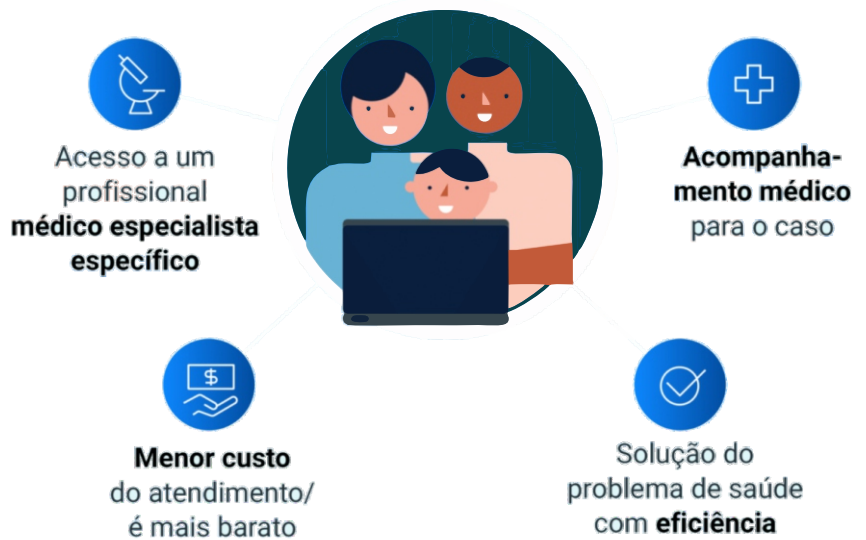 Acesso a um
profissional
médico especialista
específico
Acompanha-
mento médico
para o caso
$
Menor custo
do atendimento/
é mais barato
Solução do
problema de saúde
com eficiência